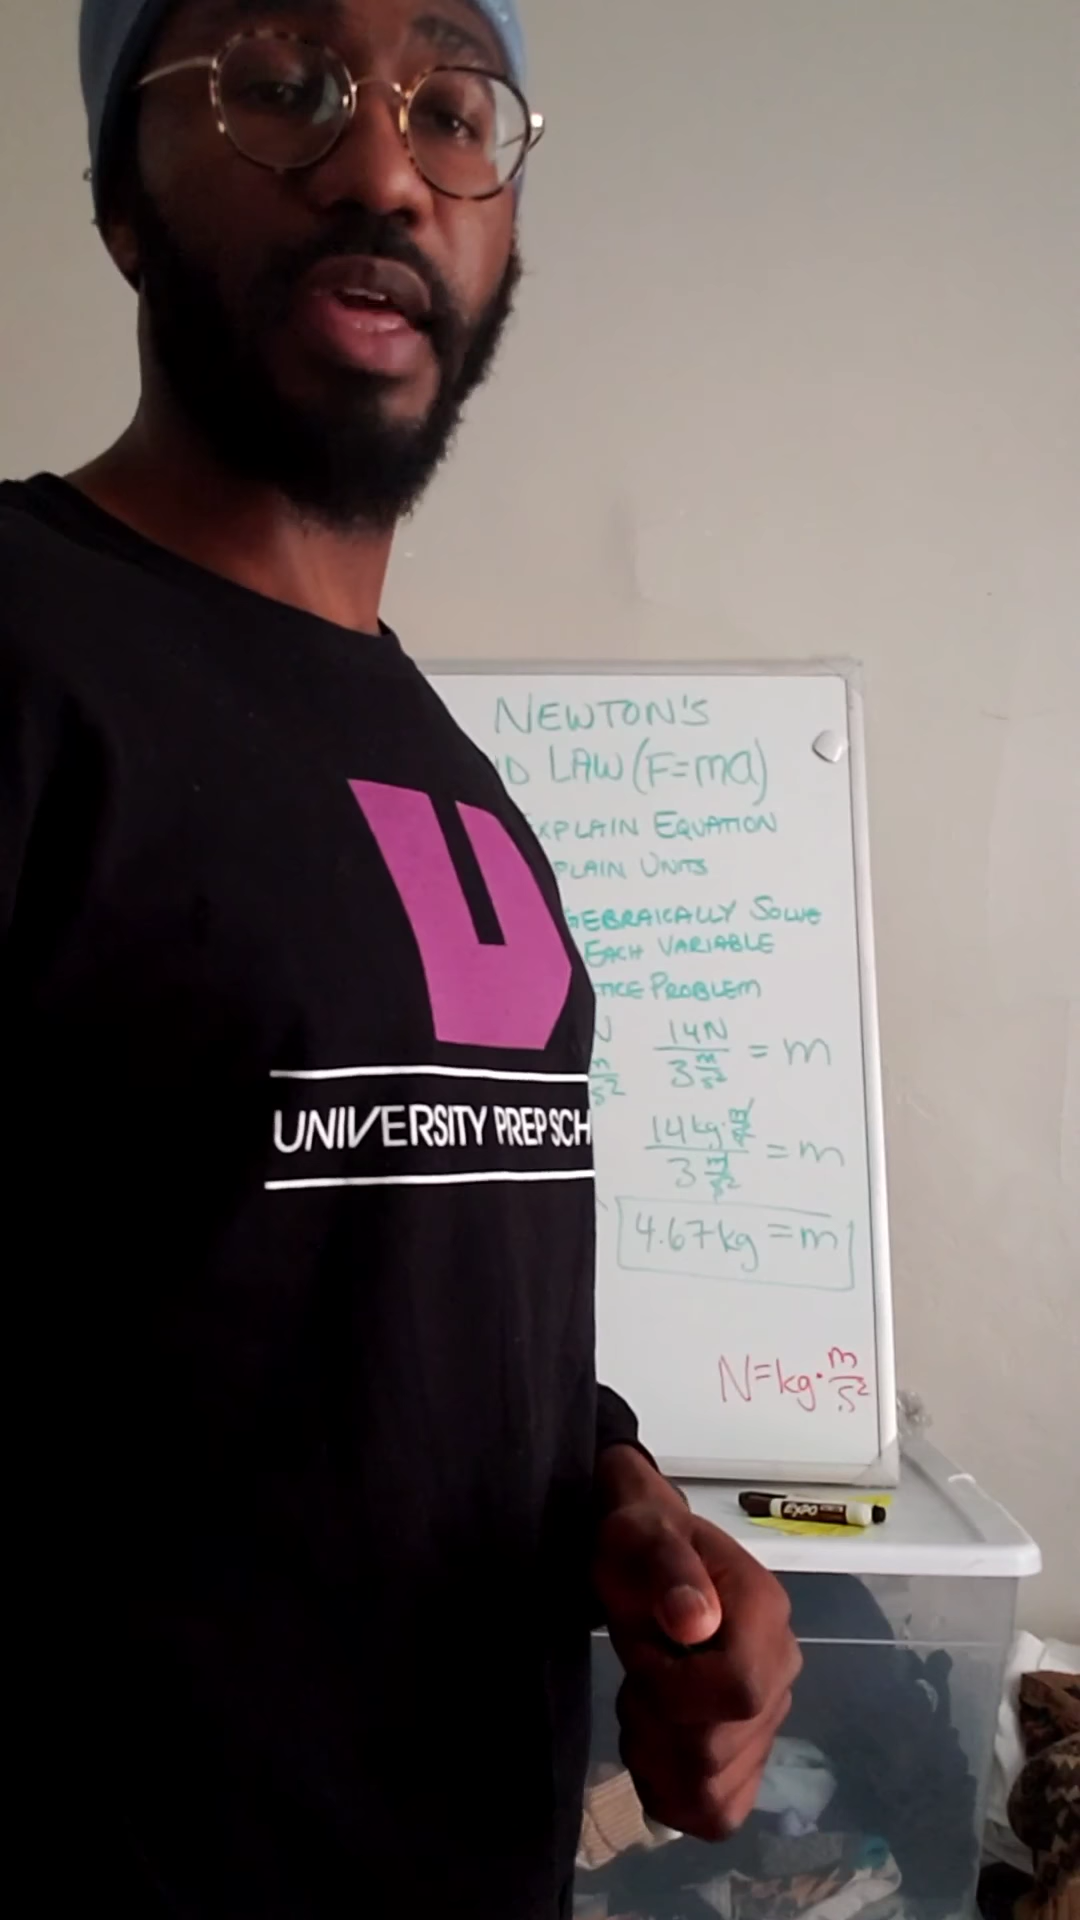 NEWTON'S
LAW (F=ma)
EXPLAIN EQUATION
PLAIN UNITS
GEBRAICALLY SOLVE
EACH VARIABLE
TICE PROBLEM
14N
3 m/s² = m
14kg·m/s²
3 m/s² = m
4.67kg = m
N=kg·m/s²
UNIVERSITY PREP SCH
EXPO